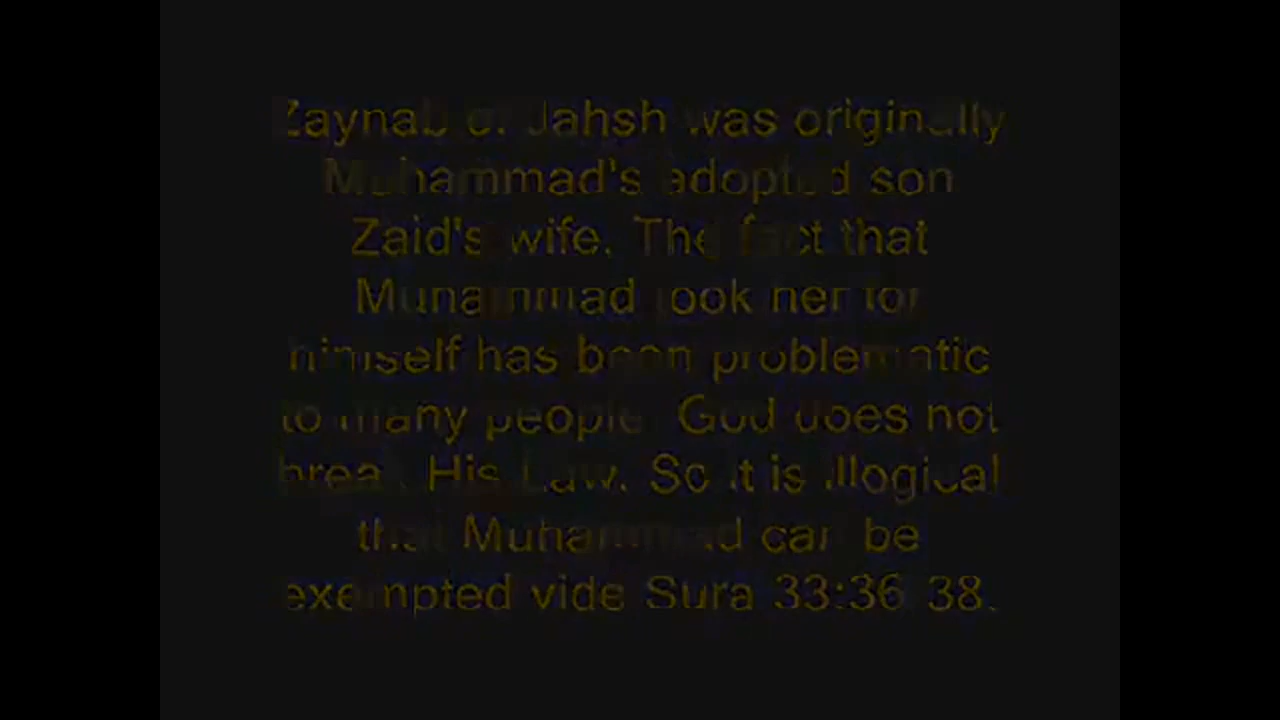 Zaynab d. Jahsh was originally
Muhammad's adopted son
Zaid's wife. The fact that
Muhammad took her for
himself has been problematic
to many people. God does not
break His Law. So it is illogical
that Muhammad can be
exempted vide Sura 33:36-38.